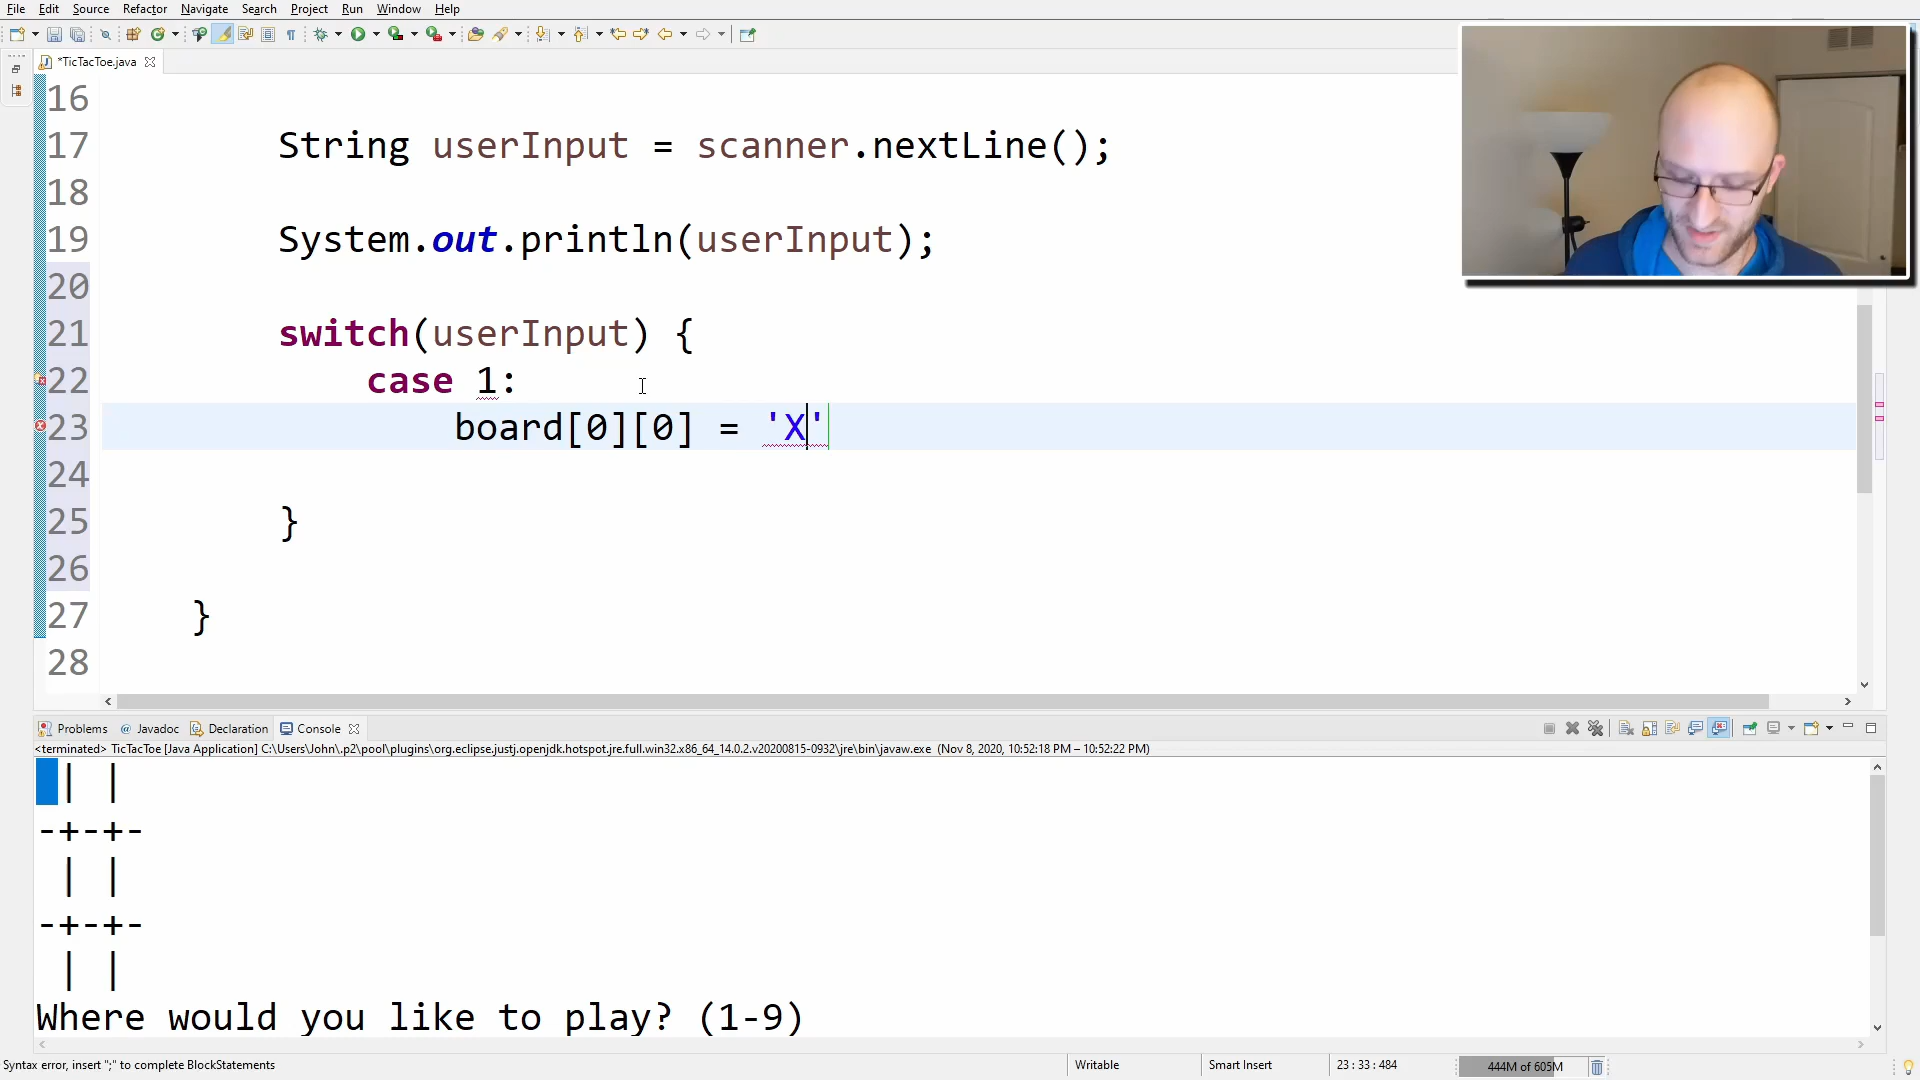 File Edit Source Refactor Navigate Search Project Run Window Help
*TicTacToe.java
16
17 String userInput = scanner.nextLine();
18
19 System.out.println(userInput);
20
21 switch(userInput) {
22 case 1:
23 board[0][0] = 'X'
24
25 }
26
27 }
28
Problems @ Javadoc Declaration Console
<terminated> TicTacToe [Java Application] C:\Users\John\.p2\pool\plugins\org.eclipse.justj.openjdk.hotspot.jre.full.win32.x86_64_14.0.2.v20200815-0932\jre\bin\javaw.exe (Nov 8, 2020, 10:52:18 PM – 10:52:22 PM)
| |
-+-+-
| |
-+-+-
| |
Where would you like to play? (1-9)
Syntax error, insert ";" to complete BlockStatements Writable Smart Insert 23 : 33 : 484 444M of 605M